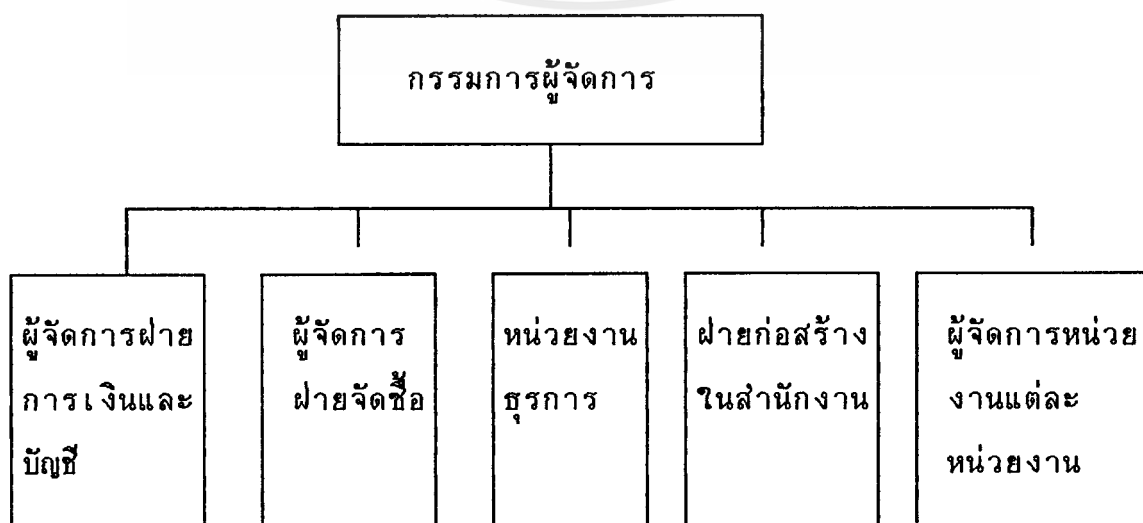 กรรมการผู้จัดการ
ผู้จัดการฝ่าย
การเงินและ
บัญชี
ผู้จัดการ
ฝ่ายจัดซื้อ
หน่วยงาน
ธุรการ
ฝ่ายก่อสร้าง
ในสำนักงาน
ผู้จัดการหน่วย
งานแต่ละ
หน่วยงาน